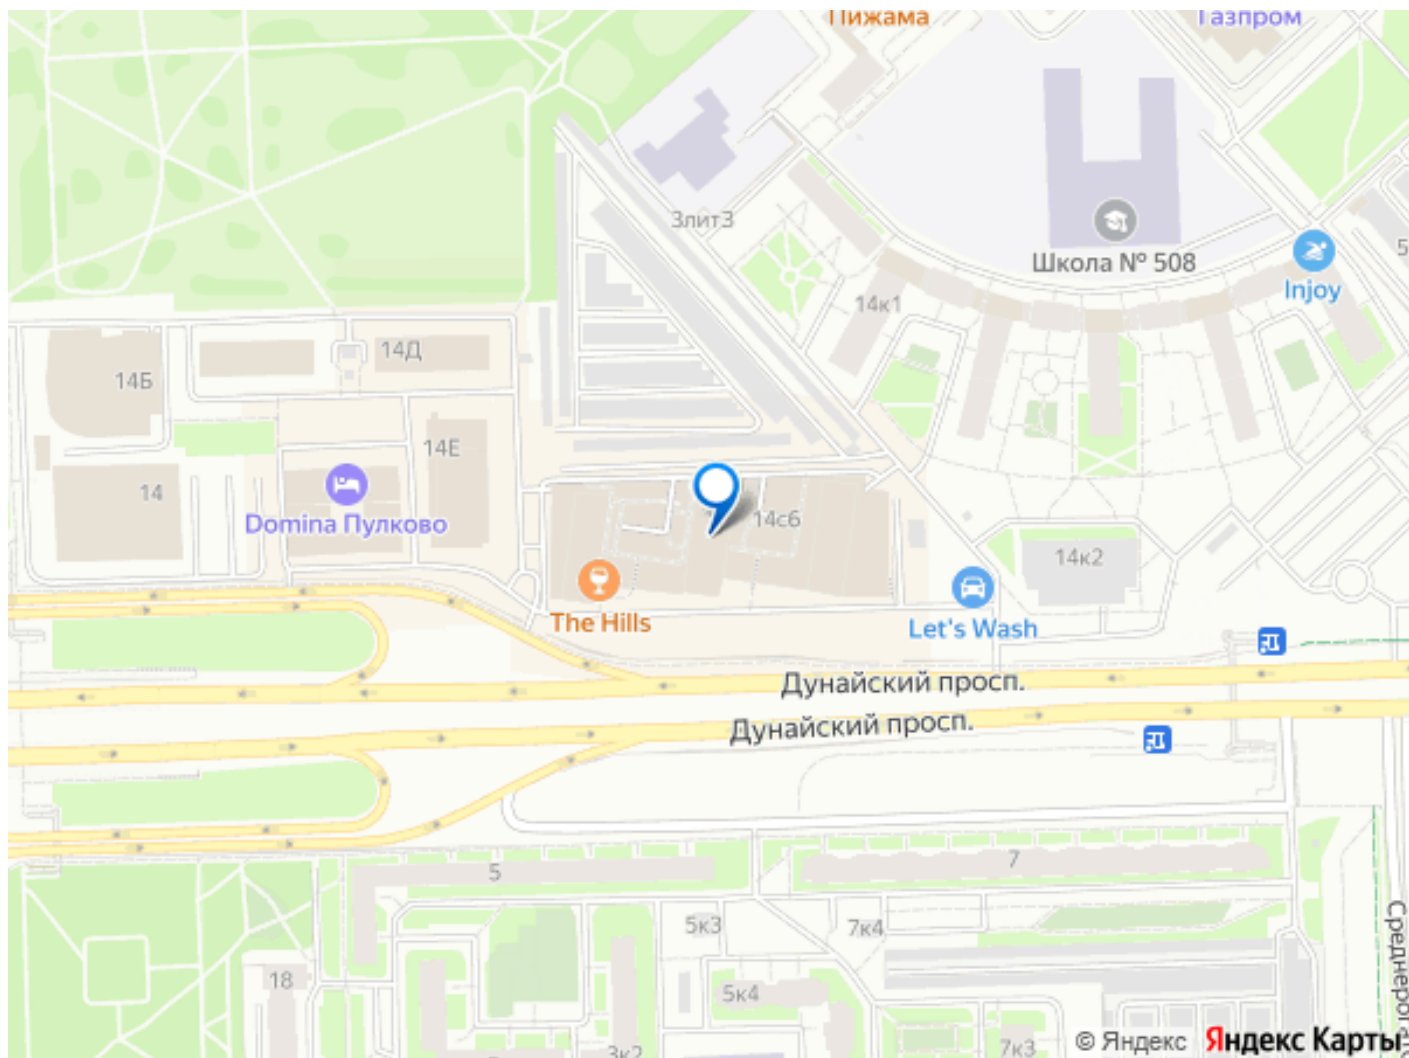 Пижама
Газпром
3лит3
Школа № 508
Injoy
14к1
14Д
14Б
14Е
14
Domina Пулково
14с6
14к2
The Hills
Let's Wash
Дунайский просп.
Дунайский просп.
5
7
5к3
7к4
18
5к4
3к2
7к3
© Яндекс
Яндекс Карты